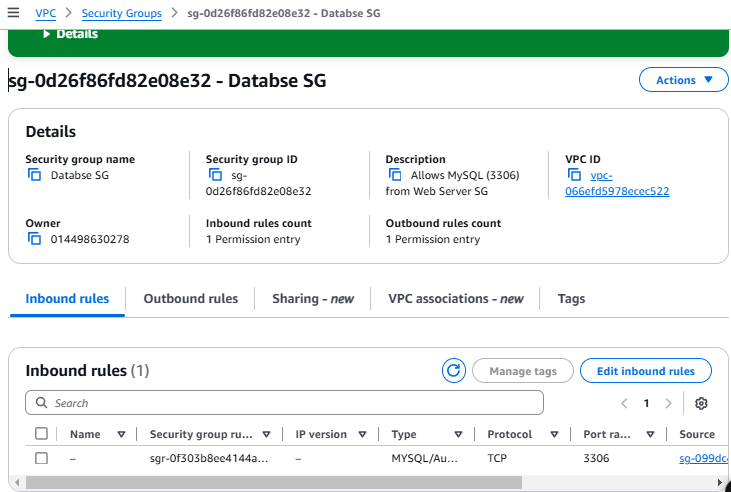 VPC > Security Groups > sg-0d26f86fd82e08e32 - Databse SG
Details
sg-0d26f86fd82e08e32 - Databse SG
Actions
Details
Security group name
Databse SG
Security group ID
sg-
0d26f86fd82e08e32
Description
Allows MySQL (3306)
from Web Server SG
VPC ID
vpc-
066efd5978ecec522
Owner
014498630278
Inbound rules count
1 Permission entry
Outbound rules count
1 Permission entry
Inbound rules
Outbound rules
Sharing - new
VPC associations - new
Tags
Inbound rules (1)
Manage tags
Edit inbound rules
Search
1
Name Security group ru... IP version Type Protocol Port ra... Source
– sgr-0f303b8ee4144a... – MYSQL/Au... TCP 3306 sg-099dc